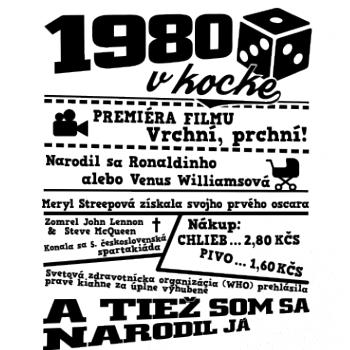 1980
v kocke
PREMIÉRA FILMU
Vrchní, prchni!
Narodil sa Ronaldinho
alebo Venus Williamsová
Meryl Streepová získala svojho prvého oscara
Zomrel John Lennon
& Steve McQueen
Konala sa 5. československá
spartakiáda
Nákup:
CHLIEB... 2,80 KČS
PIVO... 1,60 KČS
Svetová zdravotnícka organizácia (WHO) prehlásila
pravé kiahne za úplne vyhubené
A TIEŽ SOM SA
NARODIL JA